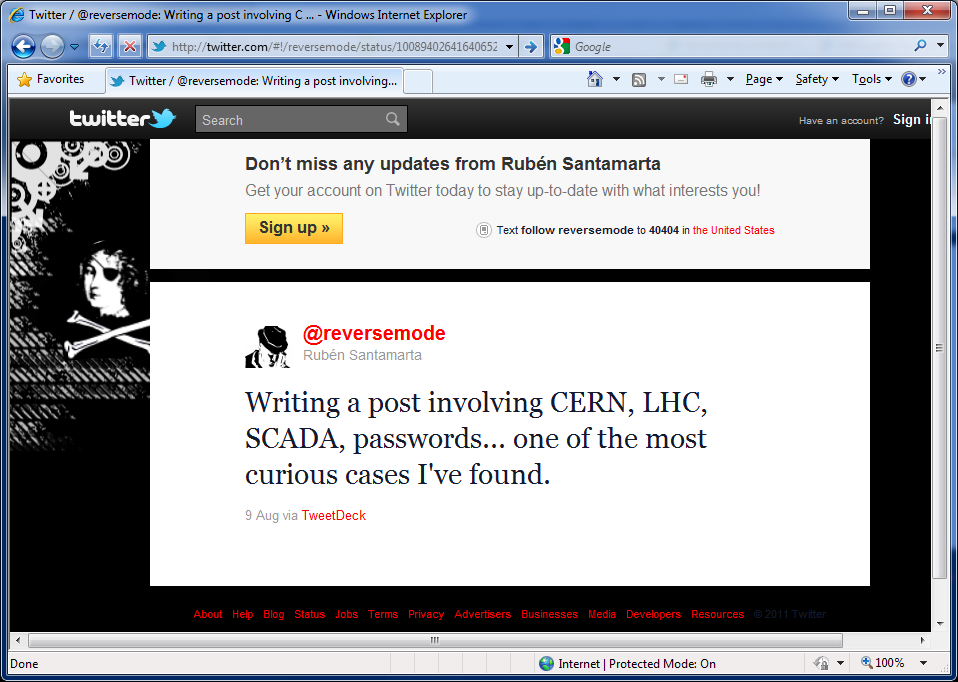 Twitter / @reversemode: Writing a post involving C ... - Windows Internet Explorer
http://twitter.com/#!/reversemode/status/10089402641640652
Google
Favorites
Twitter / @reversemode: Writing a post involving...
Page
Safety
Tools
twitter
Search
Have an account? Sign in
Don't miss any updates from Rubén Santamarta
Get your account on Twitter today to stay up-to-date with what interests you!
Sign up »
Text follow reversemode to 40404 in the United States
@reversemode
Rubén Santamarta
Writing a post involving CERN, LHC,
SCADA, passwords... one of the most
curious cases I've found.
9 Aug via TweetDeck
About Help Blog Status Jobs Terms Privacy Advertisers Businesses Media Developers Resources © 2011 Twitter
Done
Internet | Protected Mode: On
100%